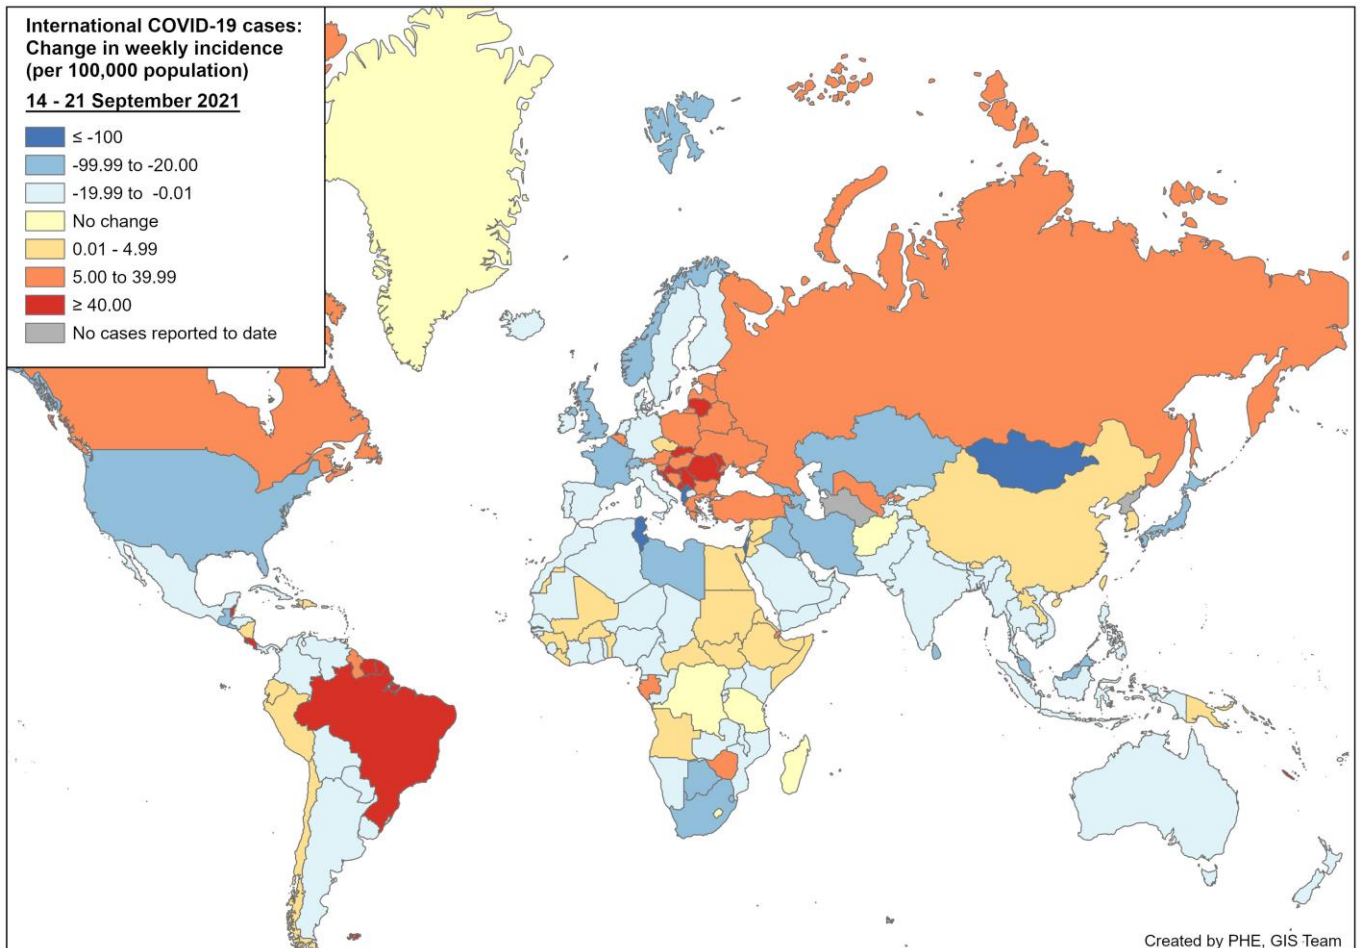 International COVID-19 cases:
Change in weekly incidence
(per 100,000 population)
14 - 21 September 2021
≤ -100
-99.99 to -20.00
-19.99 to  -0.01
No change
0.01 - 4.99
5.00 to 39.99
≥ 40.00
No cases reported to date
Created by PHE, GIS Team